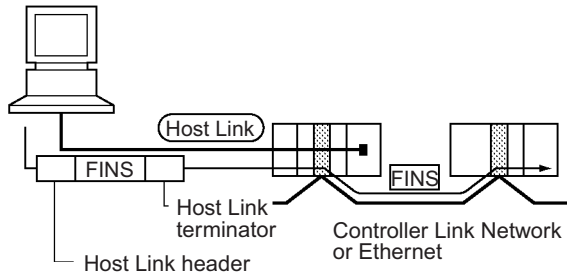 Host Link
FINS
FINS
Host Link
terminator
Controller Link Network
or Ethernet
Host Link header